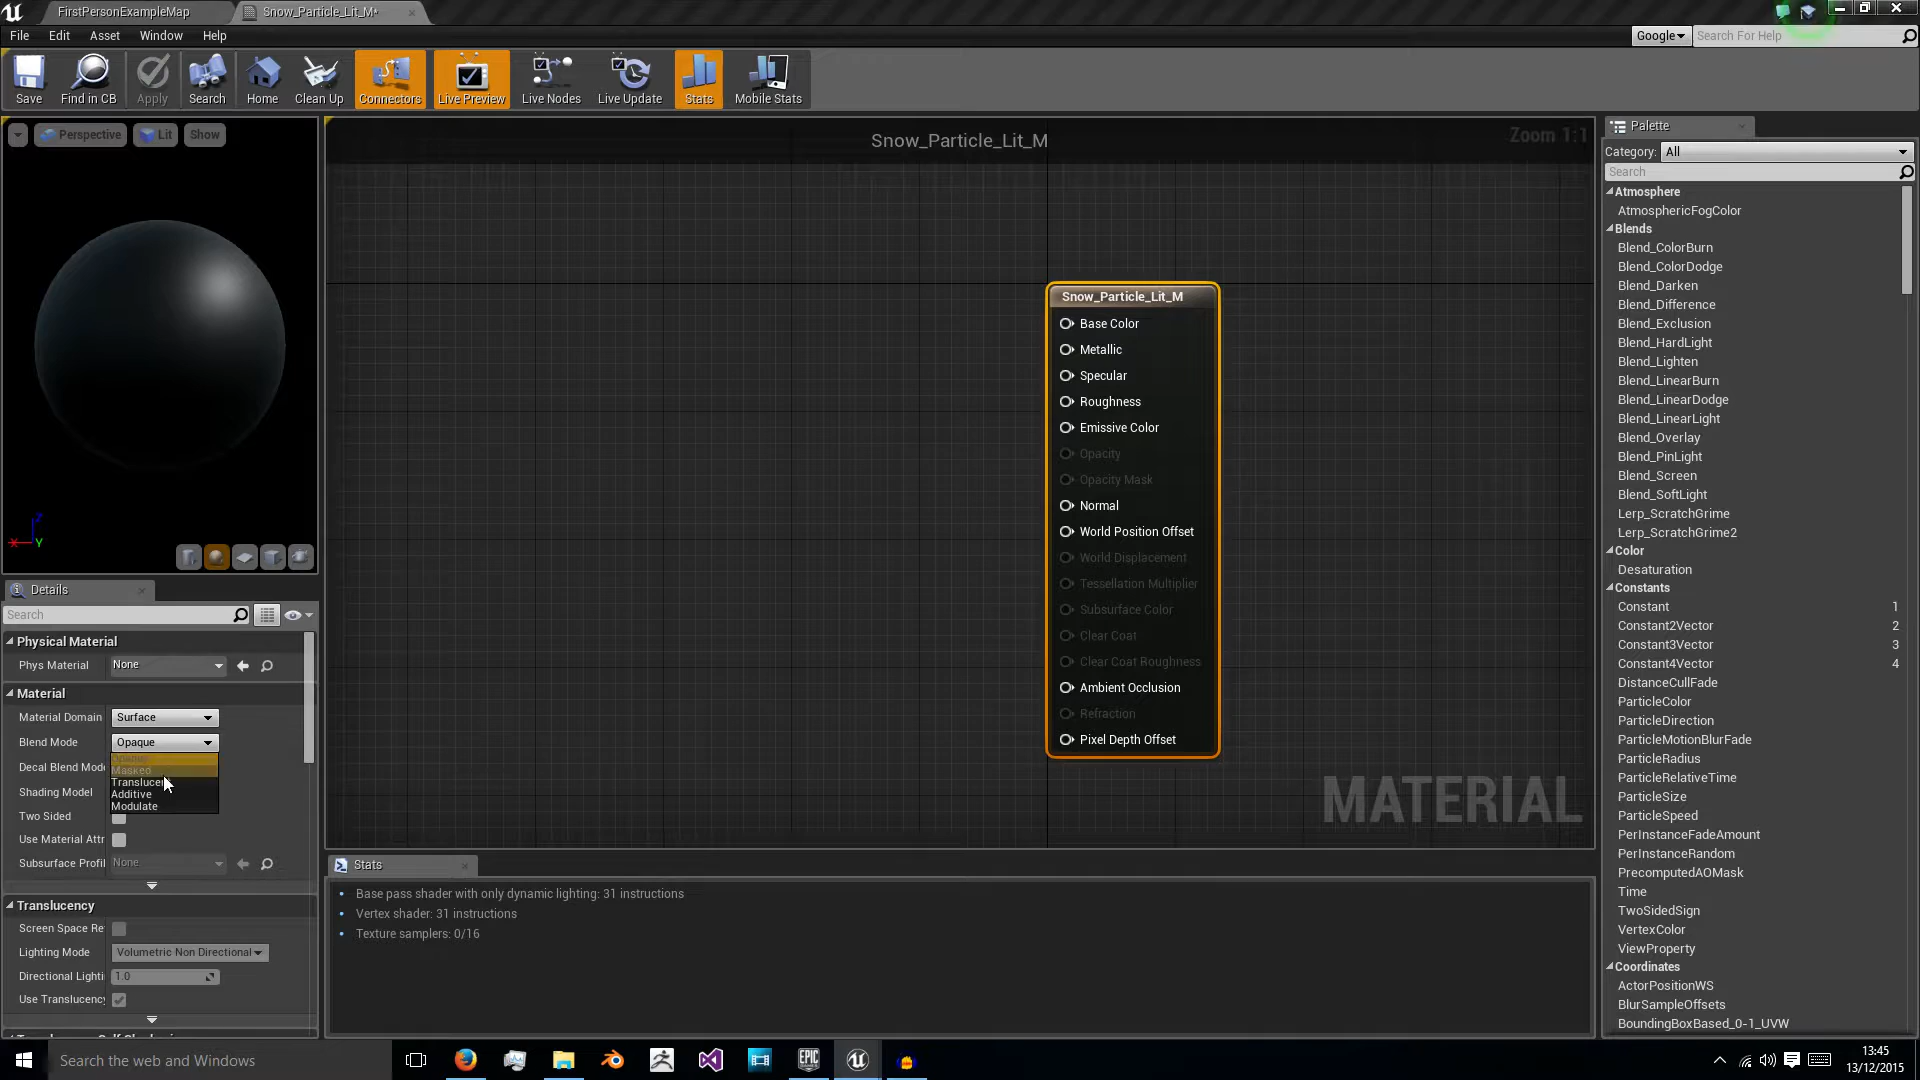 FirstPersonExampleMap
Snow_Particle_Lit_M*
File Edit Asset Window Help
Google
Search For Help
Save
Find in CB
Apply
Search
Home
Clean Up
Connectors
Live Preview
Live Nodes
Live Update
Stats
Mobile Stats
Perspective
Lit
Show
Snow_Particle_Lit_M
Zoom 1:1
Z
X
Y
Snow_Particle_Lit_M
Base Color
Metallic
Specular
Roughness
Emissive Color
Opacity
Opacity Mask
Normal
World Position Offset
World Displacement
Tessellation Multiplier
Subsurface Color
Clear Coat
Clear Coat Roughness
Ambient Occlusion
Refraction
Pixel Depth Offset
MATERIAL
Details
Search
Physical Material
Phys Material None
Material
Material Domain Surface
Blend Mode Opaque
Opaque
Masked
Translucent
Additive
Modulate
Decal Blend Mode
Shading Model
Two Sided
Use Material Attr
Subsurface Profil None
Translucency
Screen Space Re
Lighting Mode Volumetric Non Directional
Directional Lighti 1.0
Use Translucency
Stats
Base pass shader with only dynamic lighting: 31 instructions
Vertex shader: 31 instructions
Texture samplers: 0/16
Palette
Category: All
Search
Atmosphere
AtmosphericFogColor
Blends
Blend_ColorBurn
Blend_ColorDodge
Blend_Darken
Blend_Difference
Blend_Exclusion
Blend_HardLight
Blend_Lighten
Blend_LinearBurn
Blend_LinearDodge
Blend_LinearLight
Blend_Overlay
Blend_PinLight
Blend_Screen
Blend_SoftLight
Lerp_ScratchGrime
Lerp_ScratchGrime2
Color
Desaturation
Constants
Constant 1
Constant2Vector 2
Constant3Vector 3
Constant4Vector 4
DistanceCullFade
ParticleColor
ParticleDirection
ParticleMotionBlurFade
ParticleRadius
ParticleRelativeTime
ParticleSize
ParticleSpeed
PerInstanceFadeAmount
PerInstanceRandom
PrecomputedAOMask
Time
TwoSidedSign
VertexColor
ViewProperty
Coordinates
ActorPositionWS
BlurSampleOffsets
BoundingBoxBased_0-1_UVW
Search the web and Windows
EPIC
13:45
13/12/2015